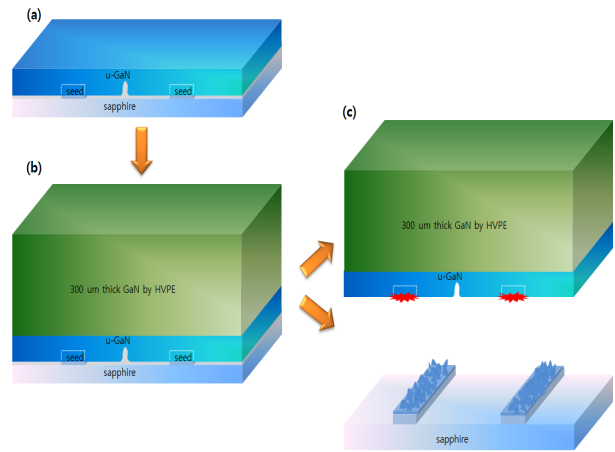 (a)
u-GaN
seed
seed
sapphire
(b)
300 um thick GaN by HVPE
u-GaN
seed
seed
sapphire
(c)
300 um thick GaN by HVPE
u-GaN
sapphire